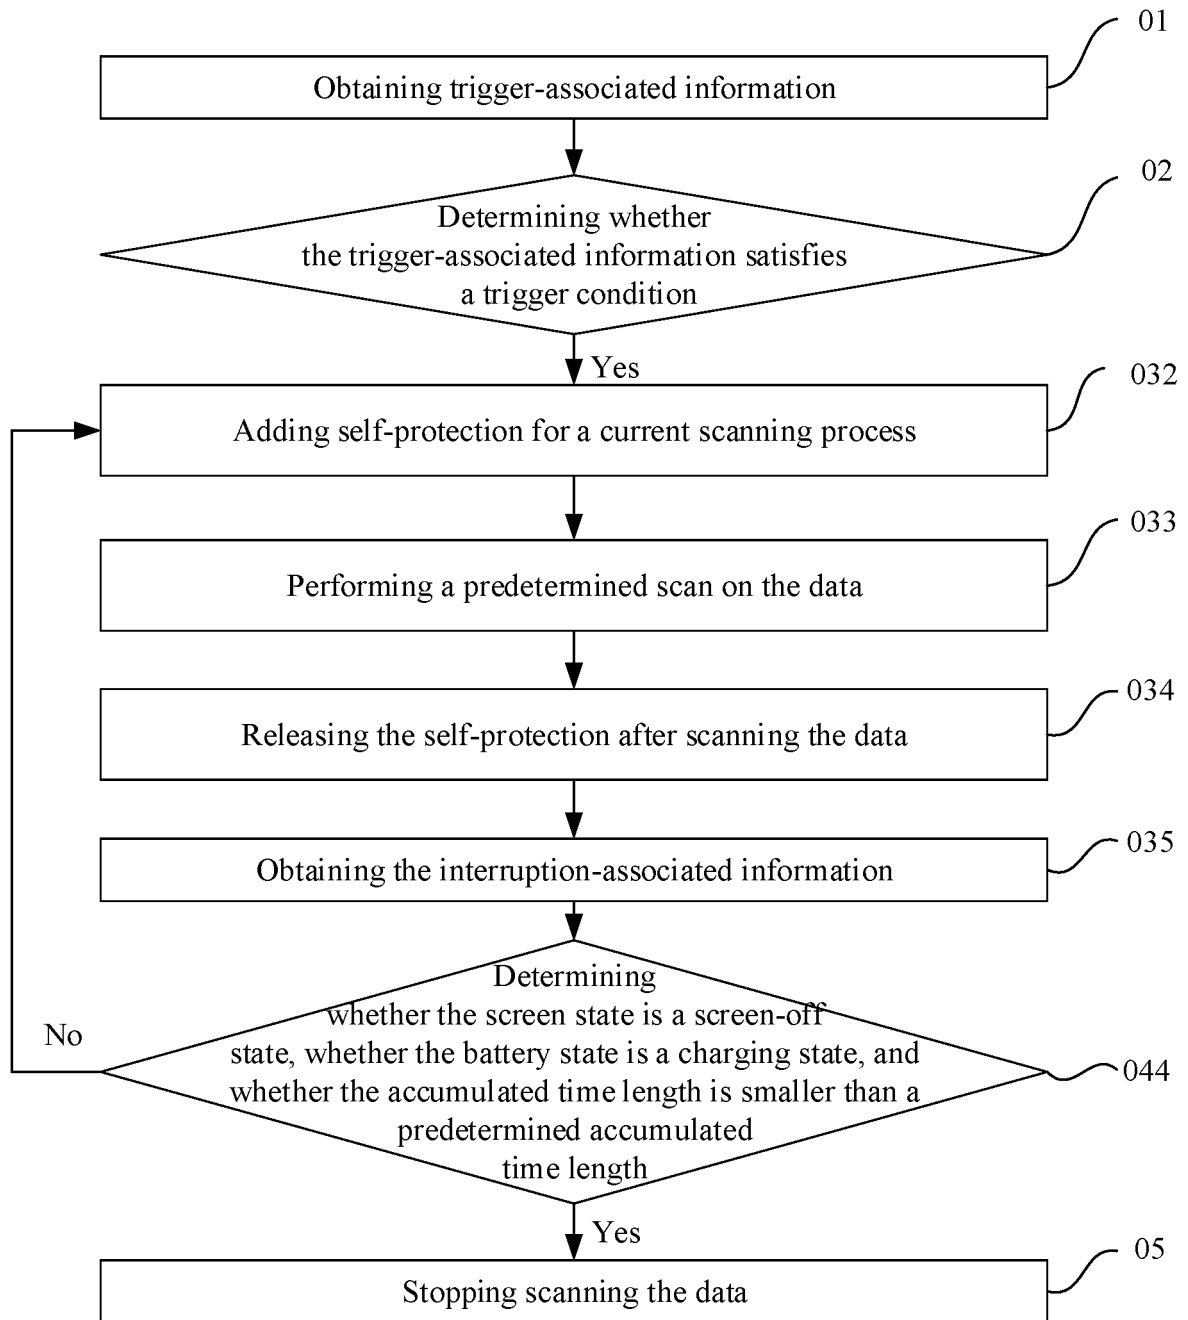 01
Obtaining trigger-associated information
02
Determining whether
the trigger-associated information satisfies
a trigger condition
Yes
032
Adding self-protection for a current scanning process
033
Performing a predetermined scan on the data
034
Releasing the self-protection after scanning the data
035
Obtaining the interruption-associated information
Determining
whether the screen state is a screen-off
state, whether the battery state is a charging state, and
whether the accumulated time length is smaller than a
predetermined accumulated
time length
No
044
Yes
05
Stopping scanning the data